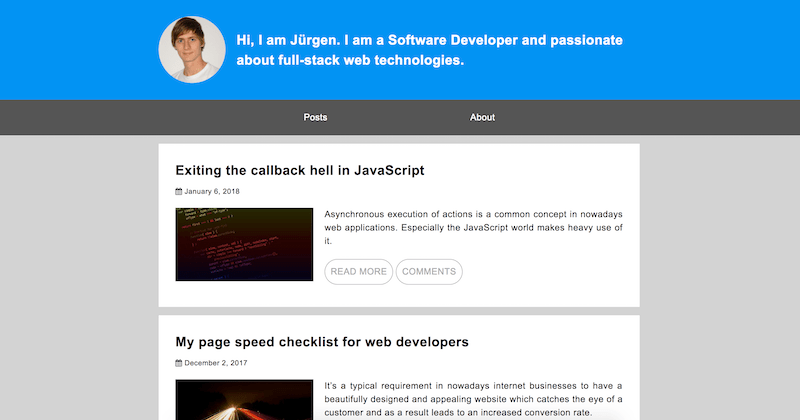 Hi, I am Jürgen. I am a Software Developer and passionate
about full-stack web technologies.
Posts
About
Exiting the callback hell in JavaScript
January 6, 2018
Asynchronous execution of actions is a common concept in nowadays
web applications. Especially the JavaScript world makes heavy use of
it.
READ MORE
COMMENTS
My page speed checklist for web developers
December 2, 2017
It's a typical requirement in nowadays internet businesses to have a
beautifully designed and appealing website which catches the eye of a
customer and as a result leads to an increased conversion rate.